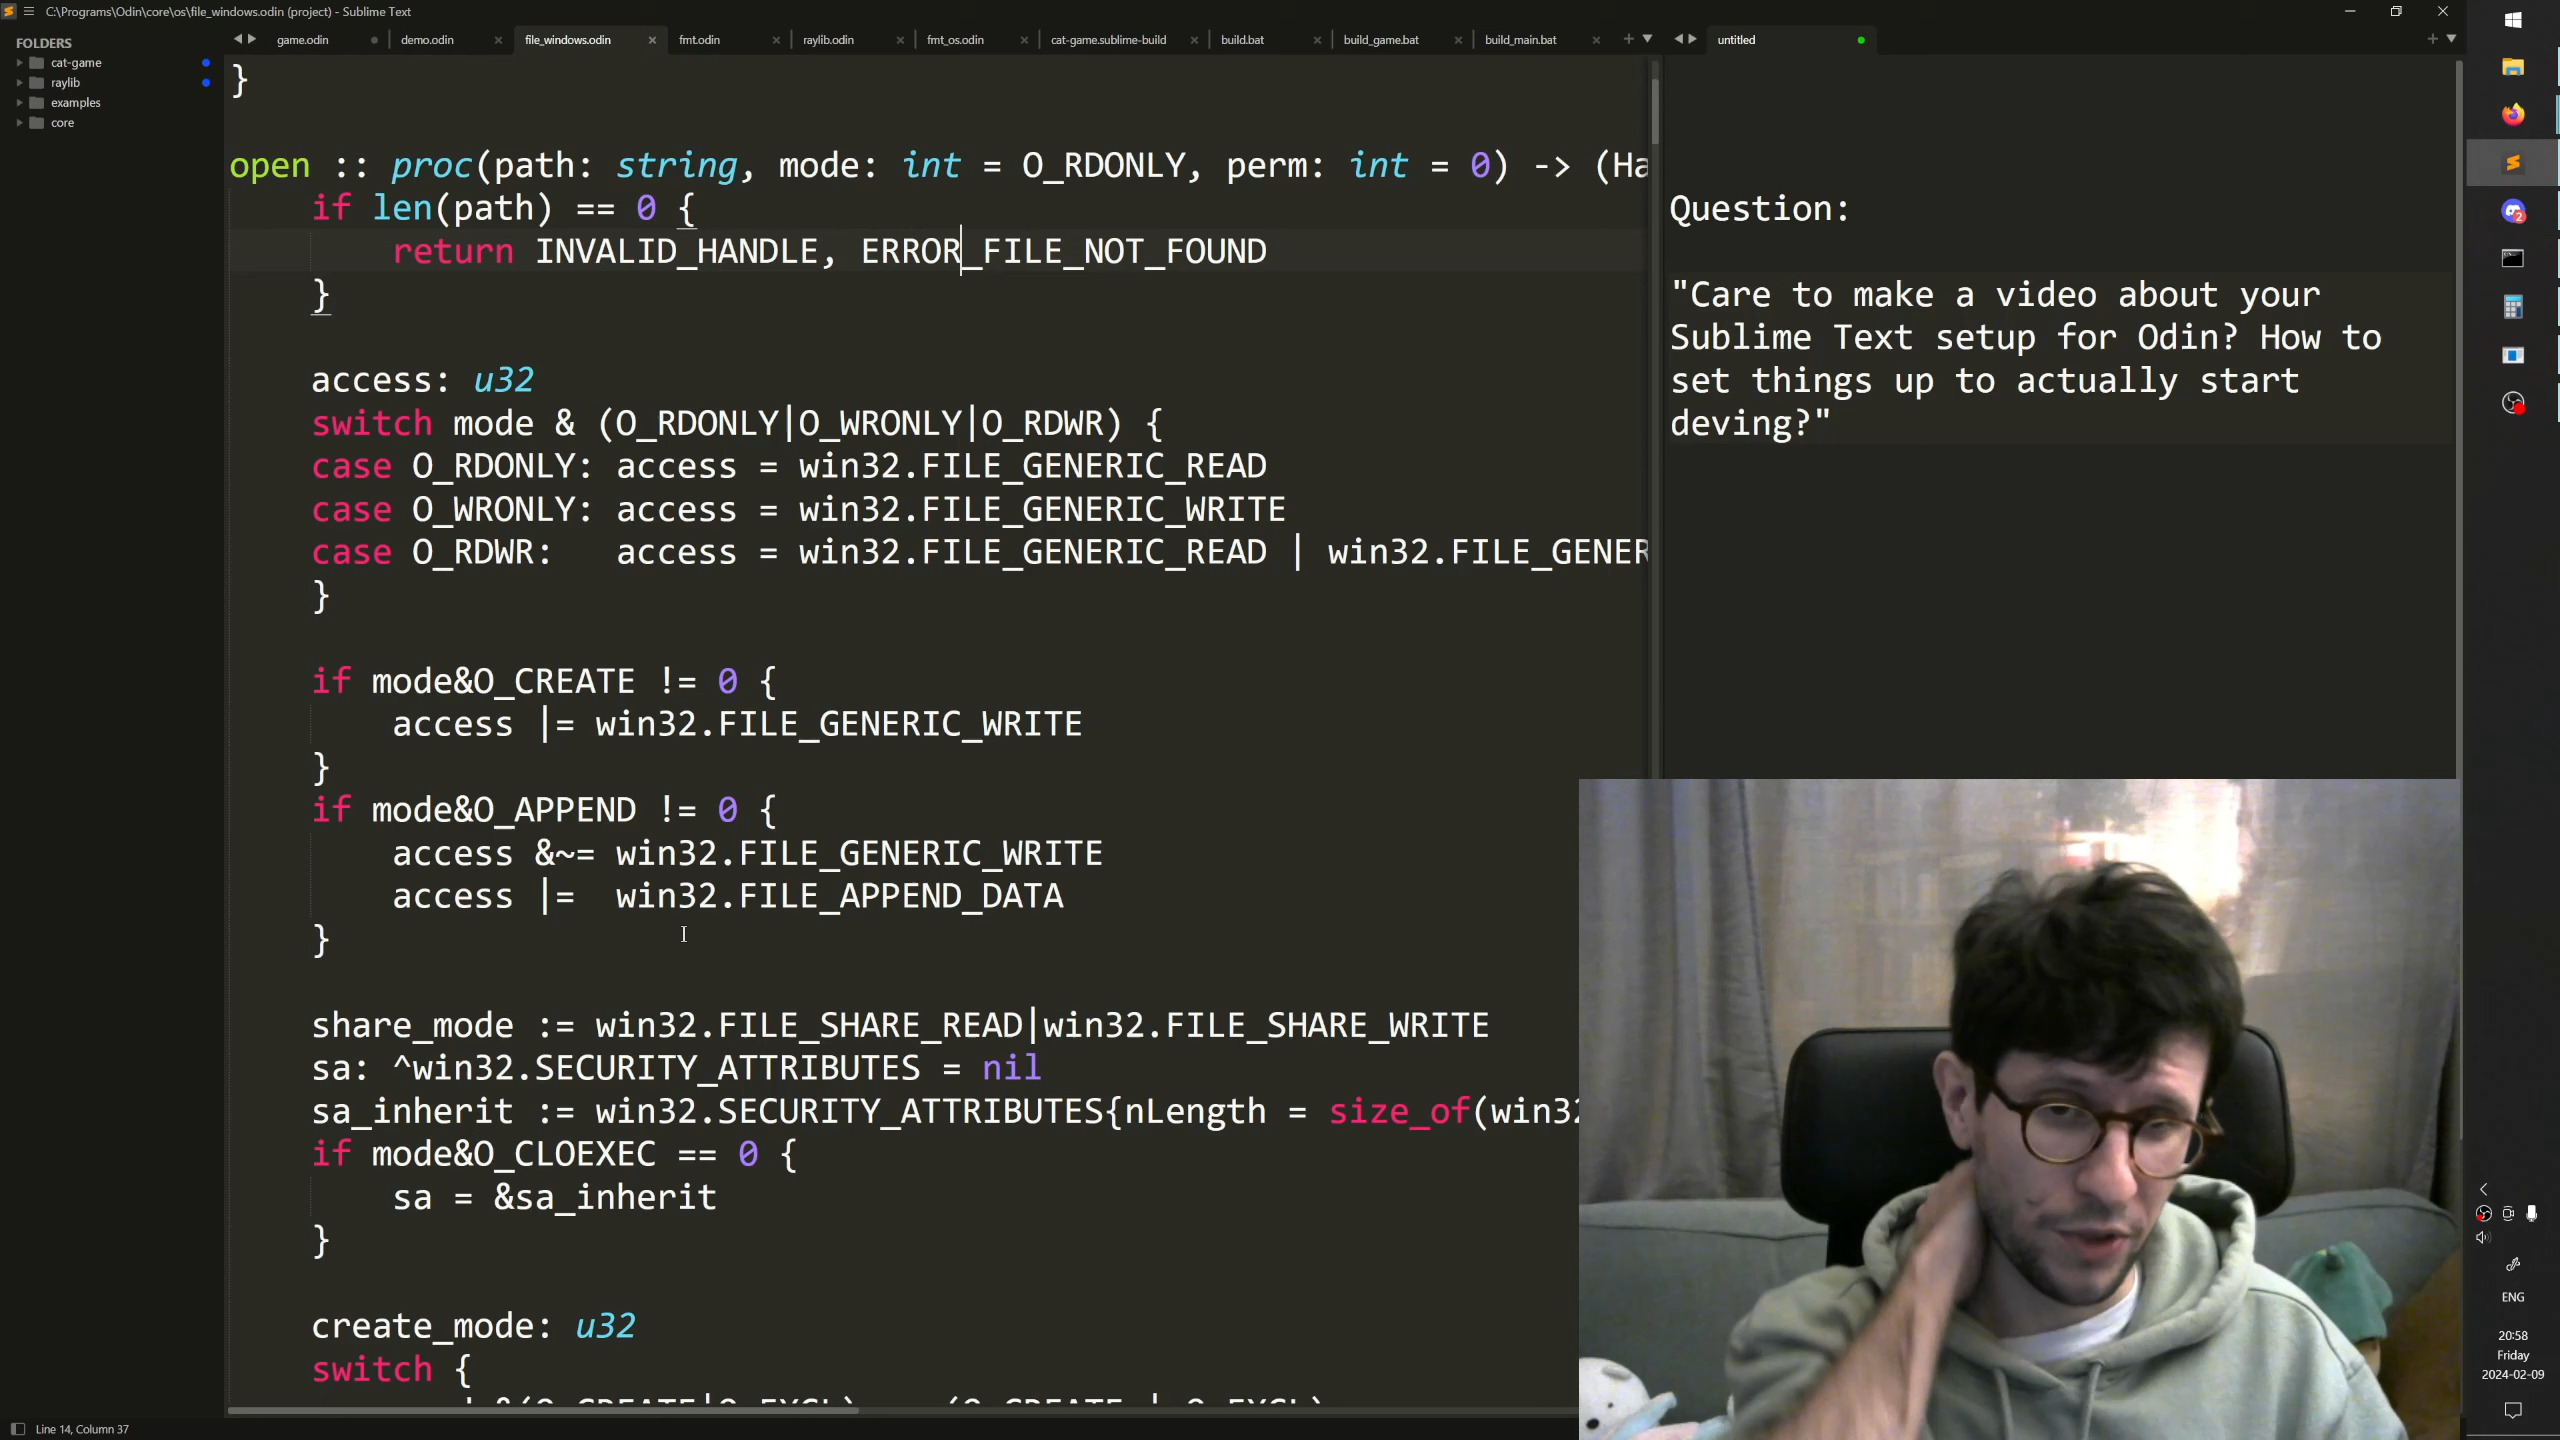 C:\Programs\Odin\core\os\file_windows.odin (project) - Sublime Text
FOLDERS
cat-game
raylib
examples
core
game.odin
demo.odin
file_windows.odin
fmt.odin
raylib.odin
fmt_os.odin
cat-game.sublime-build
build.bat
build_game.bat
build_main.bat
untitled
}
open :: proc(path: string, mode: int = O_RDONLY, perm: int = 0) -> (Ha
if len(path) == 0 {
return INVALID_HANDLE, ERROR_FILE_NOT_FOUND
}
access: u32
switch mode & (O_RDONLY|O_WRONLY|O_RDWR) {
case O_RDONLY: access = win32.FILE_GENERIC_READ
case O_WRONLY: access = win32.FILE_GENERIC_WRITE
case O_RDWR:   access = win32.FILE_GENERIC_READ | win32.FILE_GENER
}
if mode&O_CREATE != 0 {
access |= win32.FILE_GENERIC_WRITE
}
if mode&O_APPEND != 0 {
access &~= win32.FILE_GENERIC_WRITE
access |=  win32.FILE_APPEND_DATA
}
share_mode := win32.FILE_SHARE_READ|win32.FILE_SHARE_WRITE
sa: ^win32.SECURITY_ATTRIBUTES = nil
sa_inherit := win32.SECURITY_ATTRIBUTES{nLength = size_of(win32
if mode&O_CLOEXEC == 0 {
sa = &sa_inherit
}
create_mode: u32
switch {
Question:
"Care to make a video about your
Sublime Text setup for Odin? How to
set things up to actually start
deving?"
Line 14, Column 37
ENG
20:58
Friday
2024-02-09